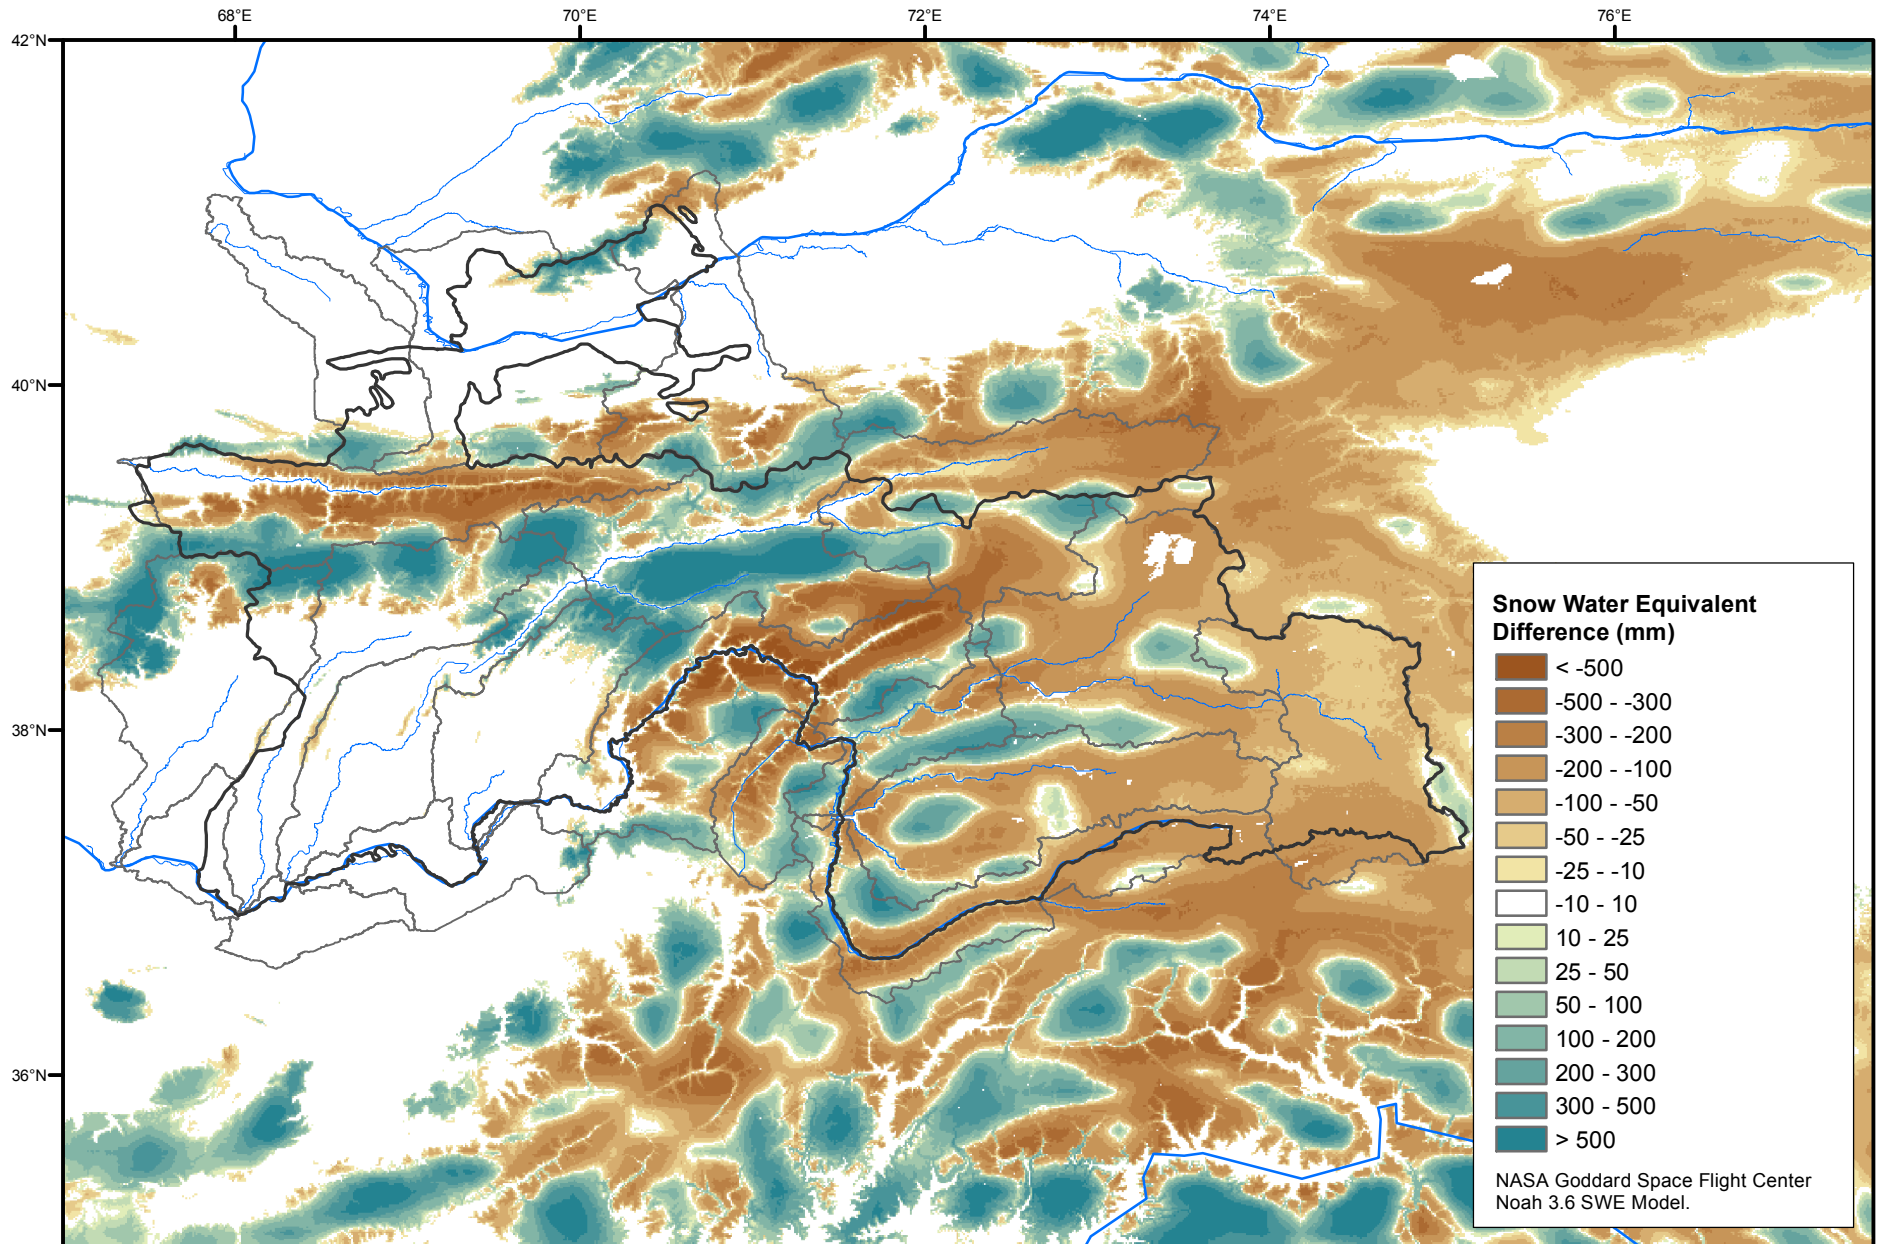 68°E
70°E
72°E
74°E
76°E
42°N
40°N
38°N
36°N
Snow Water Equivalent
Difference (mm)
< -500
-500 - -300
-300 - -200
-200 - -100
-100 - -50
-50 - -25
-25 - -10
-10 - 10
10 - 25
25 - 50
50 - 100
100 - 200
200 - 300
300 - 500
> 500
NASA Goddard Space Flight Center
Noah 3.6 SWE Model.